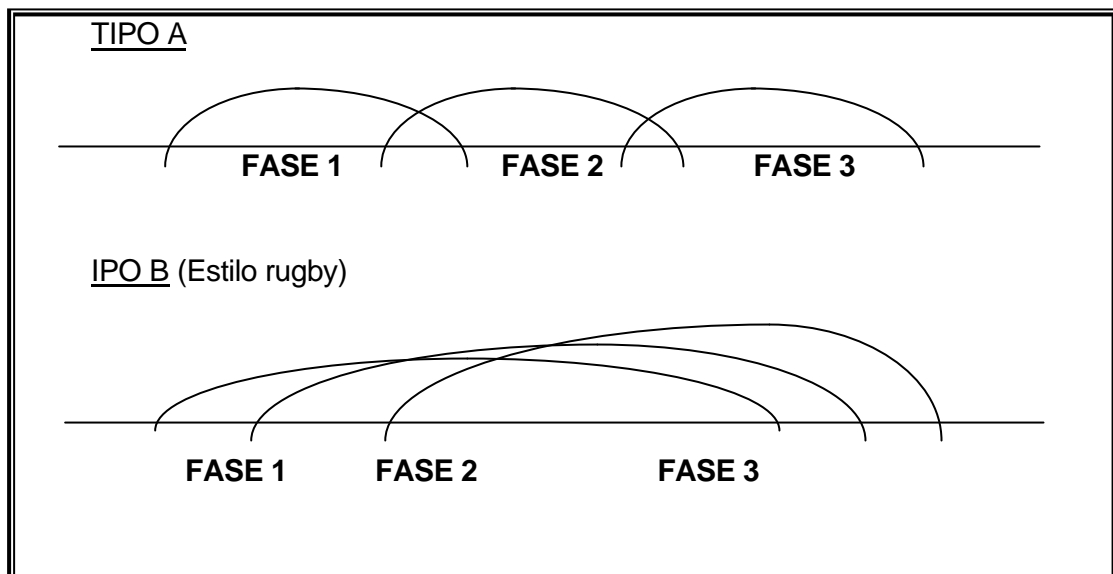 TIPO A
FASE 1 FASE 2 FASE 3
IPO B (Estilo rugby)
FASE 1 FASE 2 FASE 3